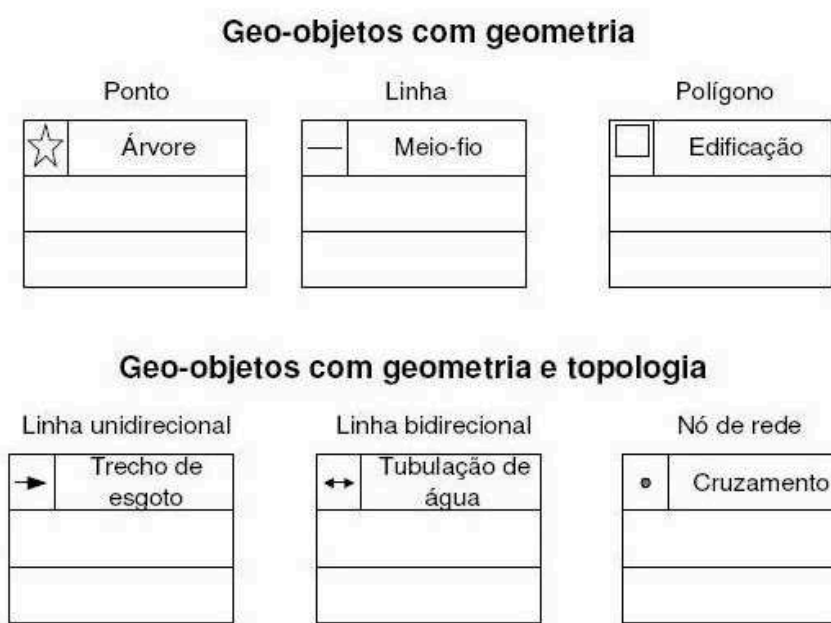 Geo-objetos com geometria
Ponto
Linha
Polígono
Árvore
Meio-fio
Edificação
Geo-objetos com geometria e topologia
Linha unidirecional
Linha bidirecional
Nó de rede
Trecho de
esgoto
Tubulação de
água
Cruzamento